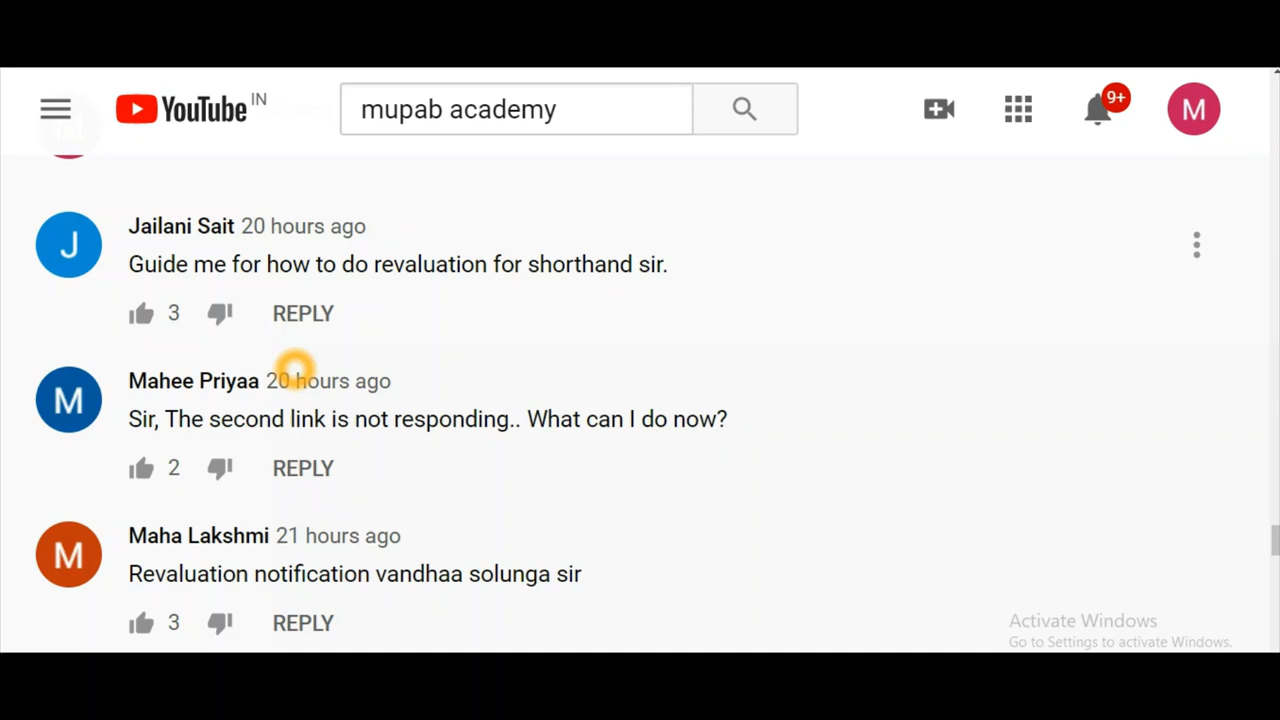 YouTube IN
mupab academy
9+
M
J
Jailani Sait 20 hours ago
Guide me for how to do revaluation for shorthand sir.
3 REPLY
M
Mahee Priyaa 20 hours ago
Sir, The second link is not responding.. What can I do now?
2 REPLY
M
Maha Lakshmi 21 hours ago
Revaluation notification vandhaa solunga sir
3 REPLY
Activate Windows
Go to Settings to activate Windows.